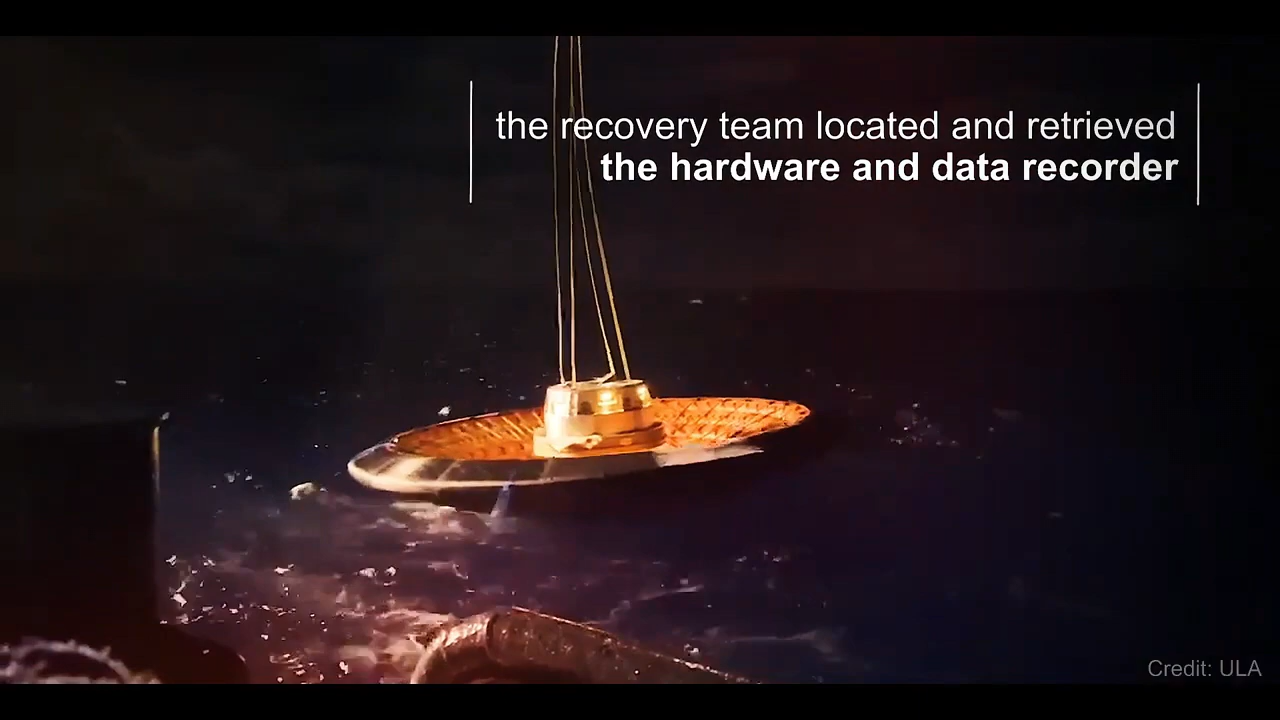 the recovery team located and retrieved
the hardware and data recorder
Credit: ULA